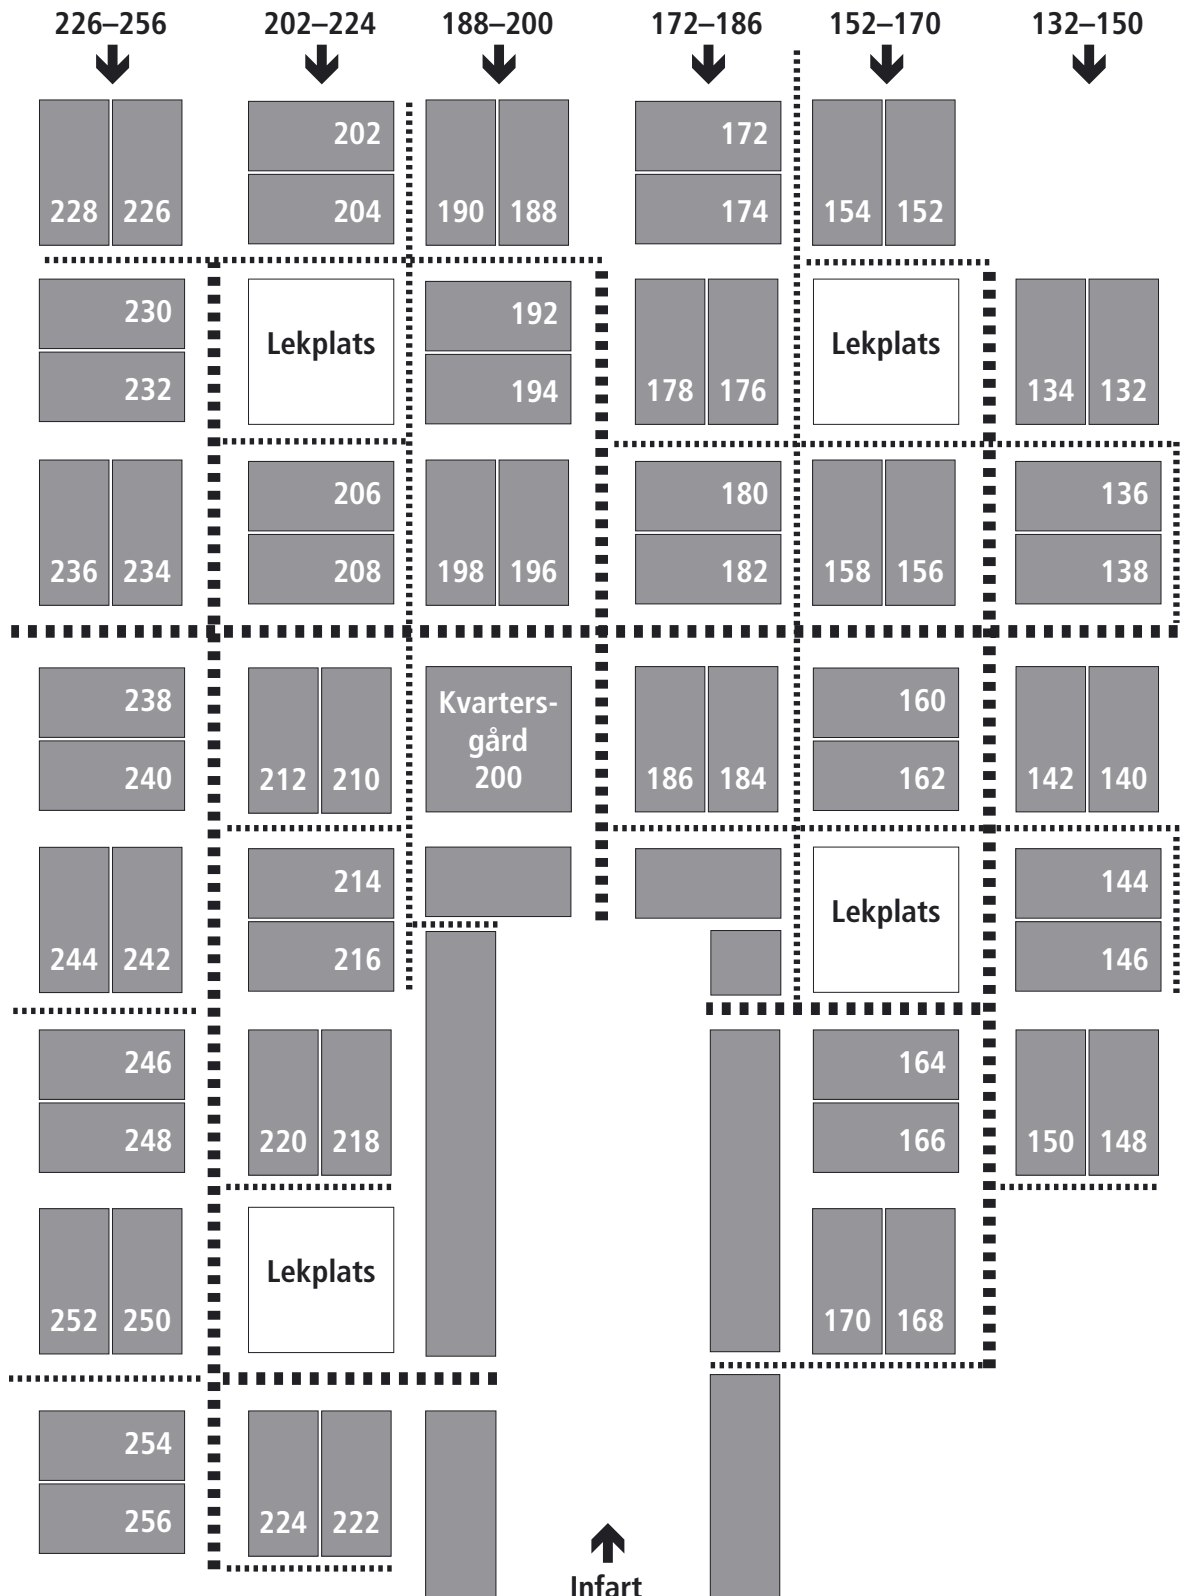 226–256 202–224 188–200 172–186 152–170 132–150
202 172
228 226 204 190 188 174 154 152
230 Lekplats 192 Lekplats
232 194 178 176 134 132
206 180 136
236 234 208 198 196 182 158 156 138
238 Kvarters- 160
gård
240 212 210 200 186 184 162 142 140
214 Lekplats 144
244 242 216 146
246 164
248 220 218 166 150 148
Lekplats
252 250 170 168
254
256 224 222
Infart